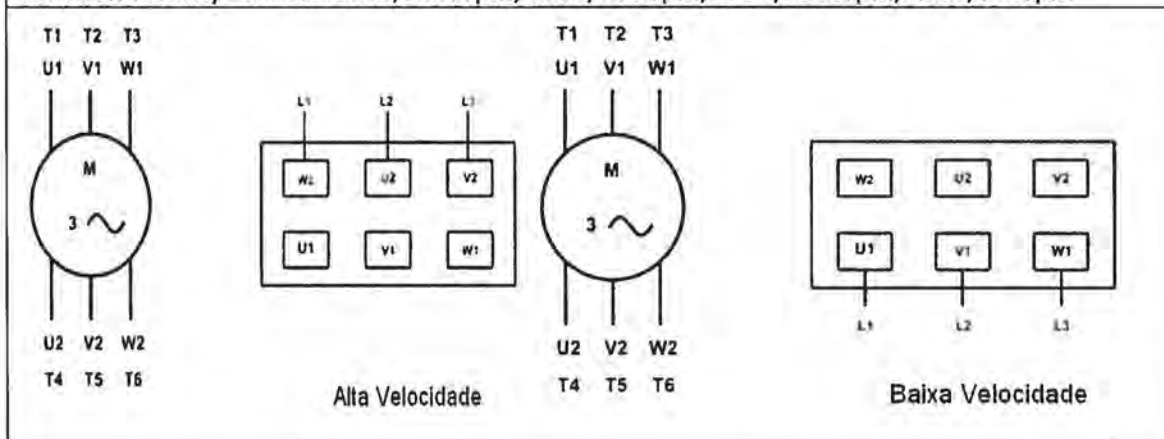 T1 T2 T3
U1 V1 W1
M
3
U2 V2 W2
T4 T5 T6
L1 L2 L3
W2 U2 V2
U1 V1 W1
Alta Velocidade
T1 T2 T3
U1 V1 W1
M
3
U2 V2 W2
T4 T5 T6
W2 U2 V2
U1 V1 W1
L1 L2 L3
Baixa Velocidade